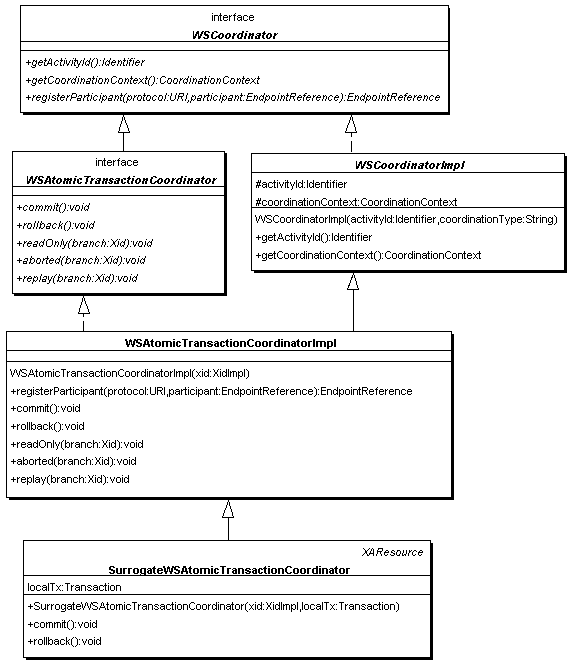 interface
WSCoordinator
+getActivityId():Identifier
+getCoordinationContext():CoordinationContext
+registerParticipant(protocol:URI,participant:EndpointReference):EndpointReference
interface
WSAtomicTransactionCoordinator
+commit():void
+rollback():void
+readOnly(branch:Xid):void
+aborted(branch:Xid):void
+replay(branch:Xid):void
WSCoordinatorImpl
#activityId:Identifier
#coordinationContext:CoordinationContext
WSCoordinatorImpl(activityId:Identifier,coordinationType:String)
+getActivityId():Identifier
+getCoordinationContext():CoordinationContext
WSAtomicTransactionCoordinatorImpl
WSAtomicTransactionCoordinatorImpl(xid:XidImpl)
+registerParticipant(protocol:URI,participant:EndpointReference):EndpointReference
+commit():void
+rollback():void
+readOnly(branch:Xid):void
+aborted(branch:Xid):void
+replay(branch:Xid):void
XAResource
SurrogateWSAtomicTransactionCoordinator
localTx:Transaction
+SurrogateWSAtomicTransactionCoordinator(xid:XidImpl,localTx:Transaction)
+commit():void
+rollback():void